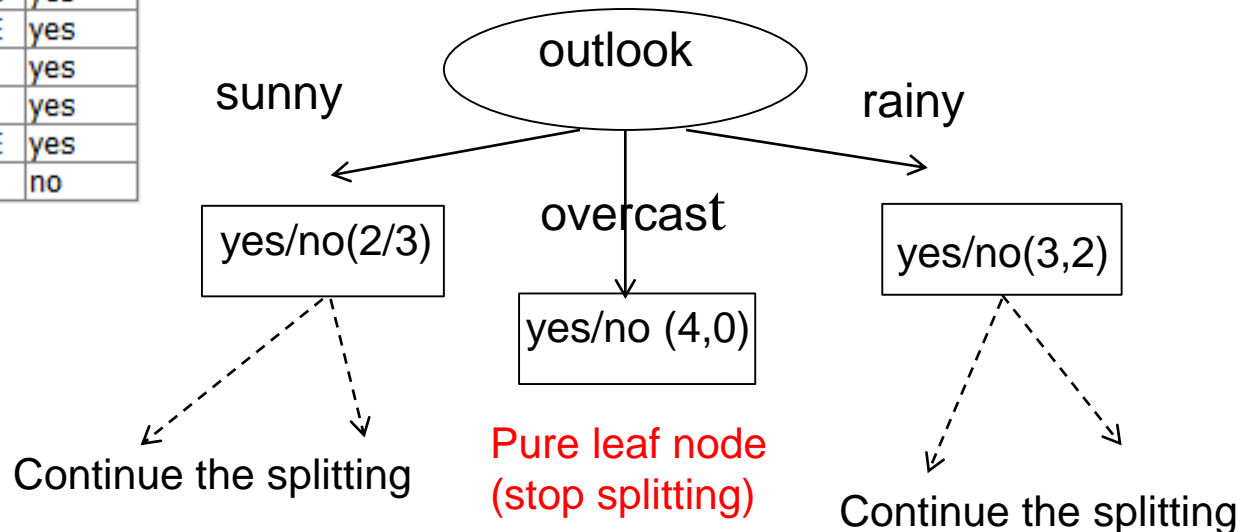 yes
E yes
yes
yes
E yes
no
outlook
sunny
rainy
overcast
yes/no(2/3)
yes/no(3,2)
yes/no (4,0)
Pure leaf node
(stop splitting)
Continue the splitting
Continue the splitting